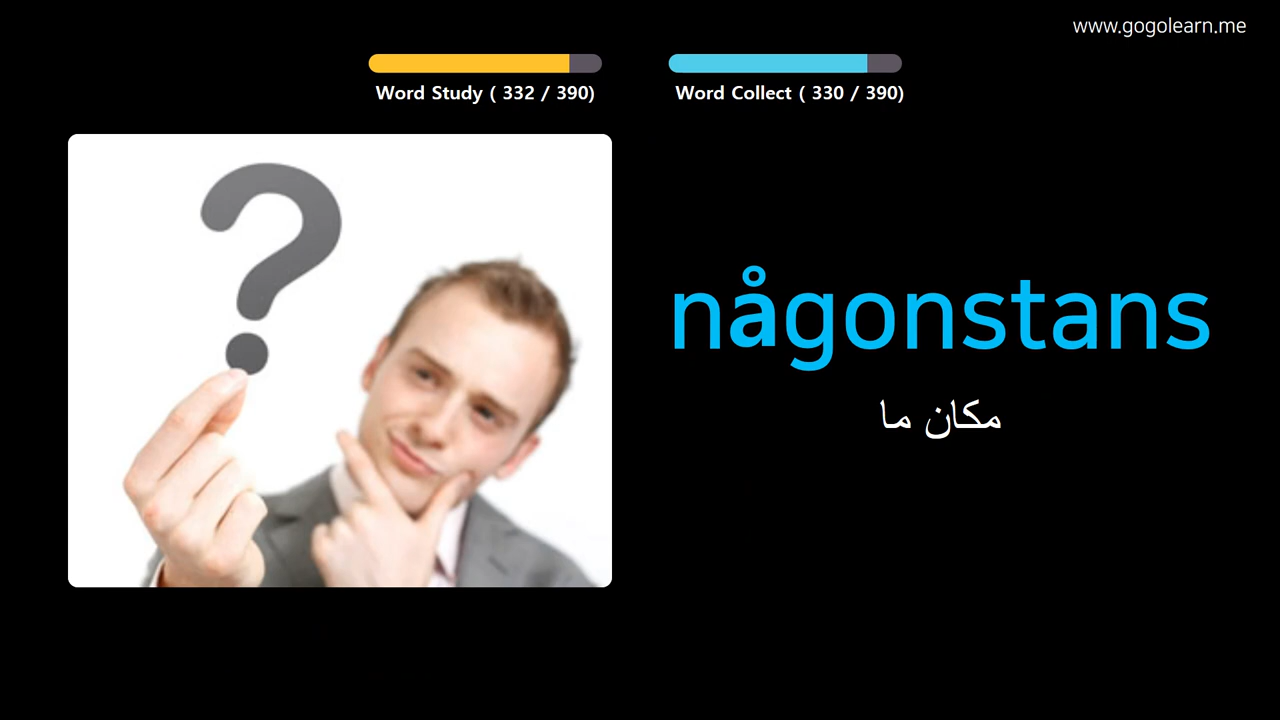 www.gogolearn.me
Word Study ( 332 / 390)
Word Collect ( 330 / 390)
?
någonstans
مكان ما